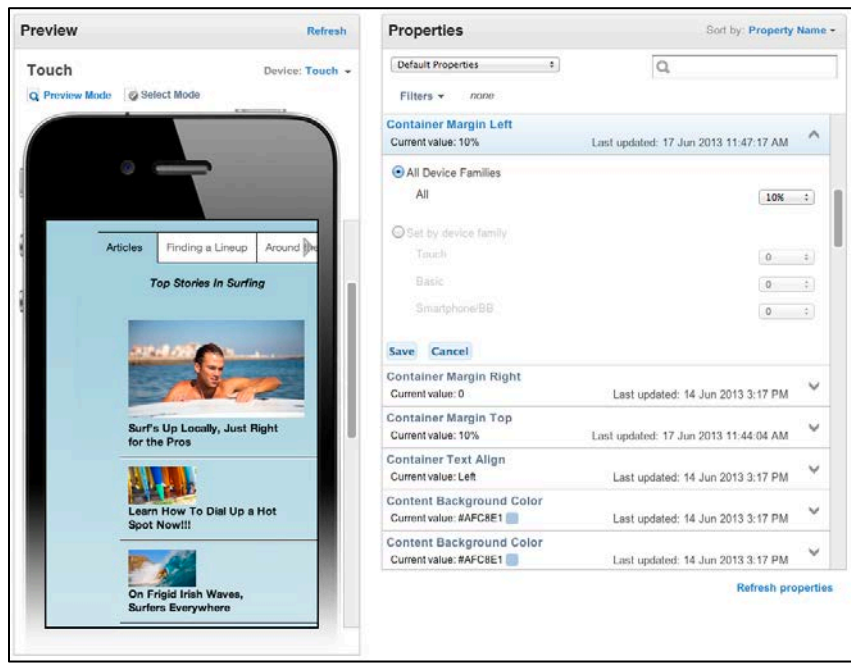 Preview
Refresh
Touch
Device: Touch
Preview Mode
Select Mode
Articles
Finding a Lineup
Around the
Top Stories In Surfing
Surf's Up Locally, Just Right
for the Pros
Learn How To Dial Up a Hot
Spot Now!!!
On Frigid Irish Waves,
Surfers Everywhere
Properties
Sort by: Property Name
Default Properties
Filters
none
Container Margin Left
Current value: 10%
Last updated: 17 Jun 2013 11:47:17 AM
All Device Families
All
10%
Set by device family
Touch
0
Basic
0
Smartphone/BB
0
Save
Cancel
Container Margin Right
Current value: 0
Last updated: 14 Jun 2013 3:17 PM
Container Margin Top
Current value: 10%
Last updated: 17 Jun 2013 11:44:04 AM
Container Text Align
Current value: Left
Last updated: 14 Jun 2013 3:17 PM
Content Background Color
Current value: #AFC8E1
Last updated: 14 Jun 2013 3:17 PM
Content Background Color
Current value: #AFC8E1
Last updated: 14 Jun 2013 3:17 PM
Refresh properties